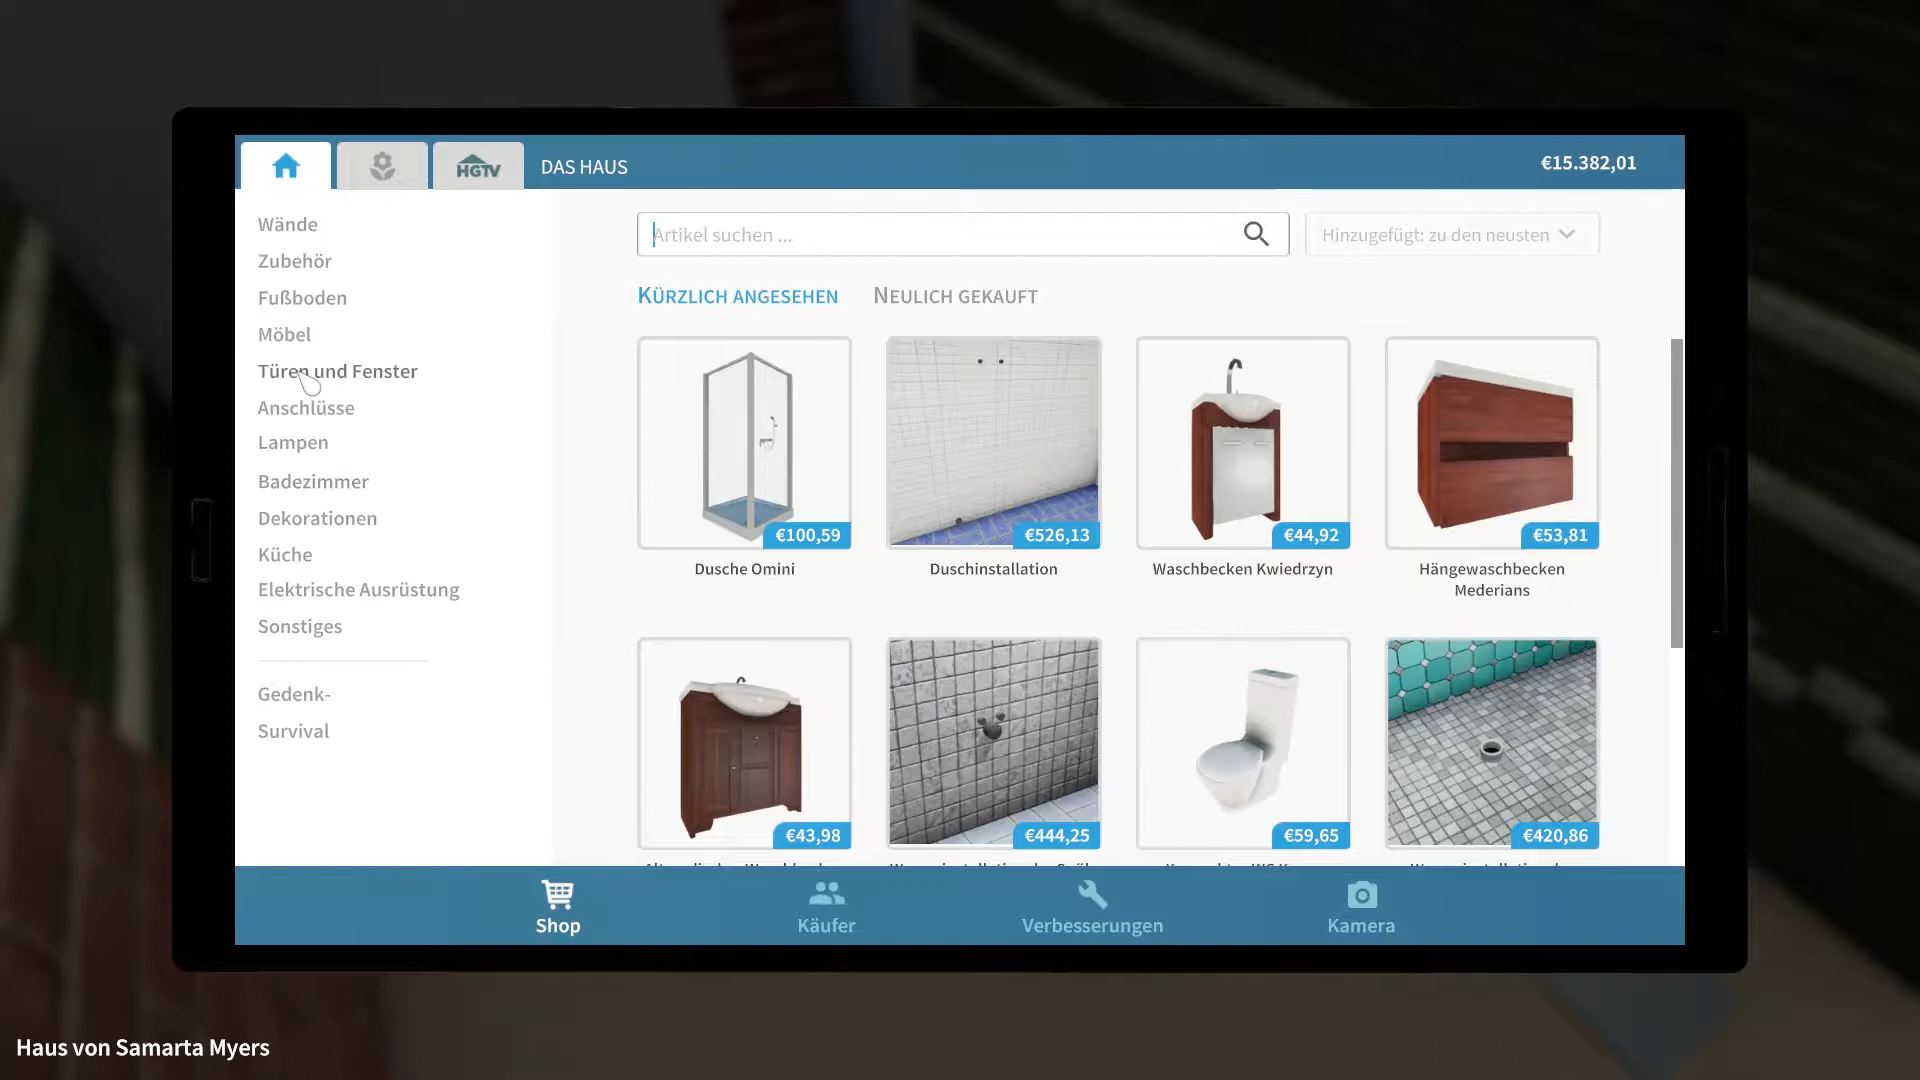 HGTV
DAS HAUS
€15.382,01
Wände
Zubehör
Fußboden
Möbel
Türen und Fenster
Anschlüsse
Lampen
Badezimmer
Dekorationen
Küche
Elektrische Ausrüstung
Sonstiges
Gedenk-
Survival
Artikel suchen ...
Hinzugefügt: zu den neusten
KÜRZLICH ANGESEHEN
NEULICH GEKAUFT
€100,59
€526,13
€44,92
€53,81
Dusche Omini
Duschinstallation
Waschbecken Kwiedrzyn
Hängewaschbecken
Mederians
€43,98
€444,25
€59,65
€420,86
Shop
Käufer
Verbesserungen
Kamera
Haus von Samarta Myers